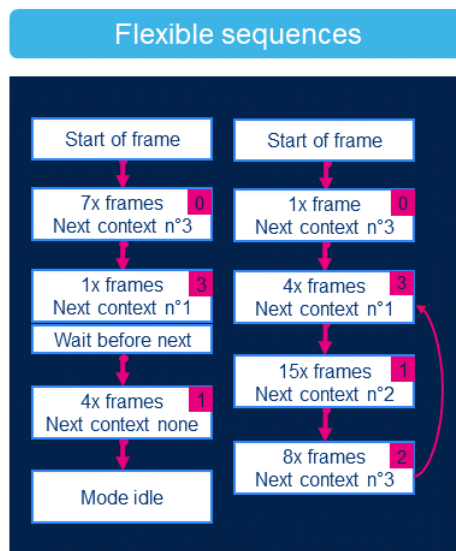 Flexible sequences
Start of frame
7x frames 0
Next context n°3
1x frames 3
Next context n°1
Wait before next
4x frames 1
Next context none
Mode idle
Start of frame
1x frame 0
Next context n°3
4x frames 3
Next context n°1
15x frames 1
Next context n°2
8x frames 2
Next context n°3